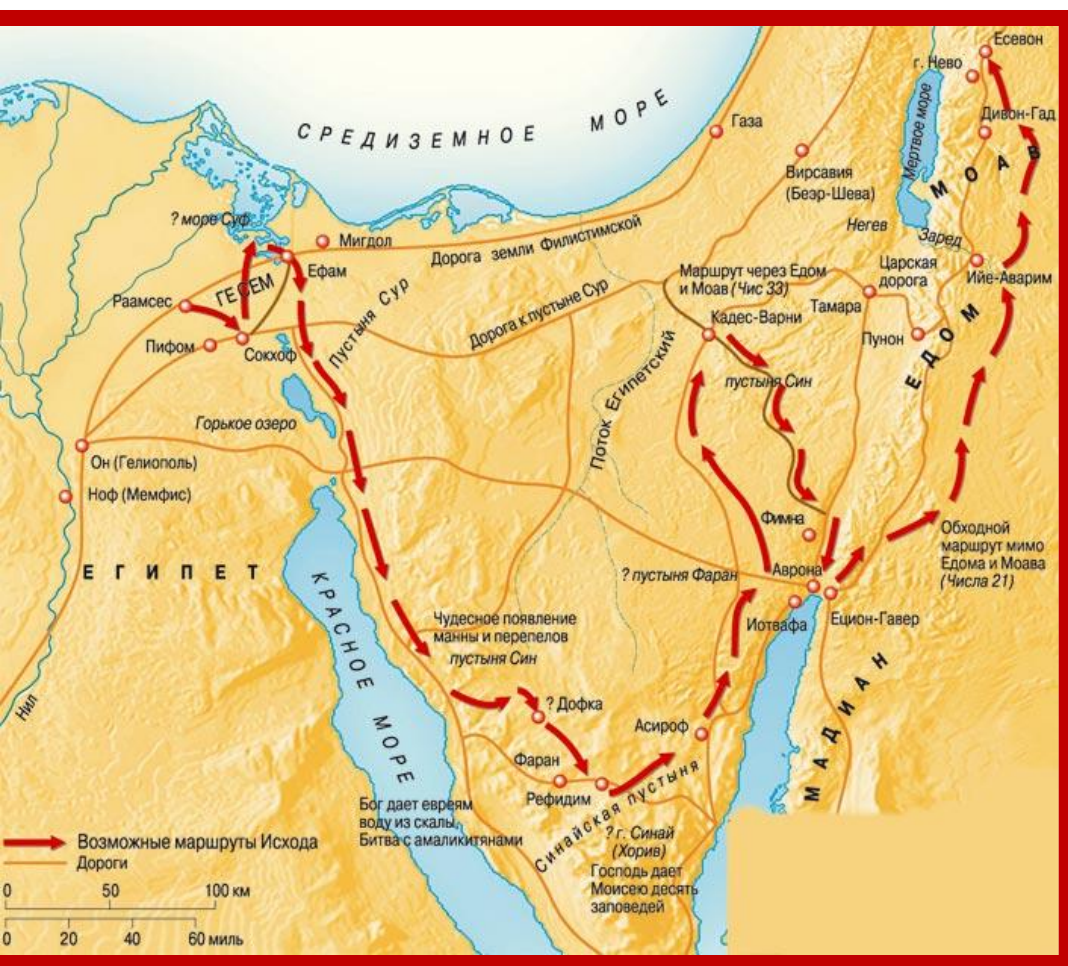 Есевон
г. Нево
СРЕДИЗЕМНОЕ МОРЕ
Газа
Дивон-Гад
Мертвое море
МОАВ
Вирсавия
(Беэр-Шева)
? море Суф
Мигдол
Дорога земли Филистимской
Негев
Заред
Ефам
ГЕСЕМ
Раамсес
Пустыня Сур
Дорога к пустыне Сур
Маршрут через Едом
и Моав (Чис 33)
Царская
дорога
Ийе-Аварим
Тамара
Кадес-Варни
Пифом
Сокхоф
Пунон
ЕДОМ
пустыня Син
Поток Египетский
Горькое озеро
Он (Гелиополь)
Ноф (Мемфис)
Фимна
Обходной
маршрут мимо
Едома и Моава
(Числа 21)
ЕГИПЕТ
КРАСНОЕ МОРЕ
? пустыня Фаран
Аврона
Иотвафа
Ецион-Гавер
Чудесное появление
манны и перепелов
пустыня Син
МАДИАН
Нил
? Дофка
Асироф
Фаран
Рефидим
Синайская пустыня
Бог дает евреям
воду из скалы,
Битва с амаликитянами
? г. Синай
(Хорив)
Господь дает
Моисею десять
заповедей
Возможные маршруты Исхода
Дороги
0 50 100 км
0 20 40 60 миль